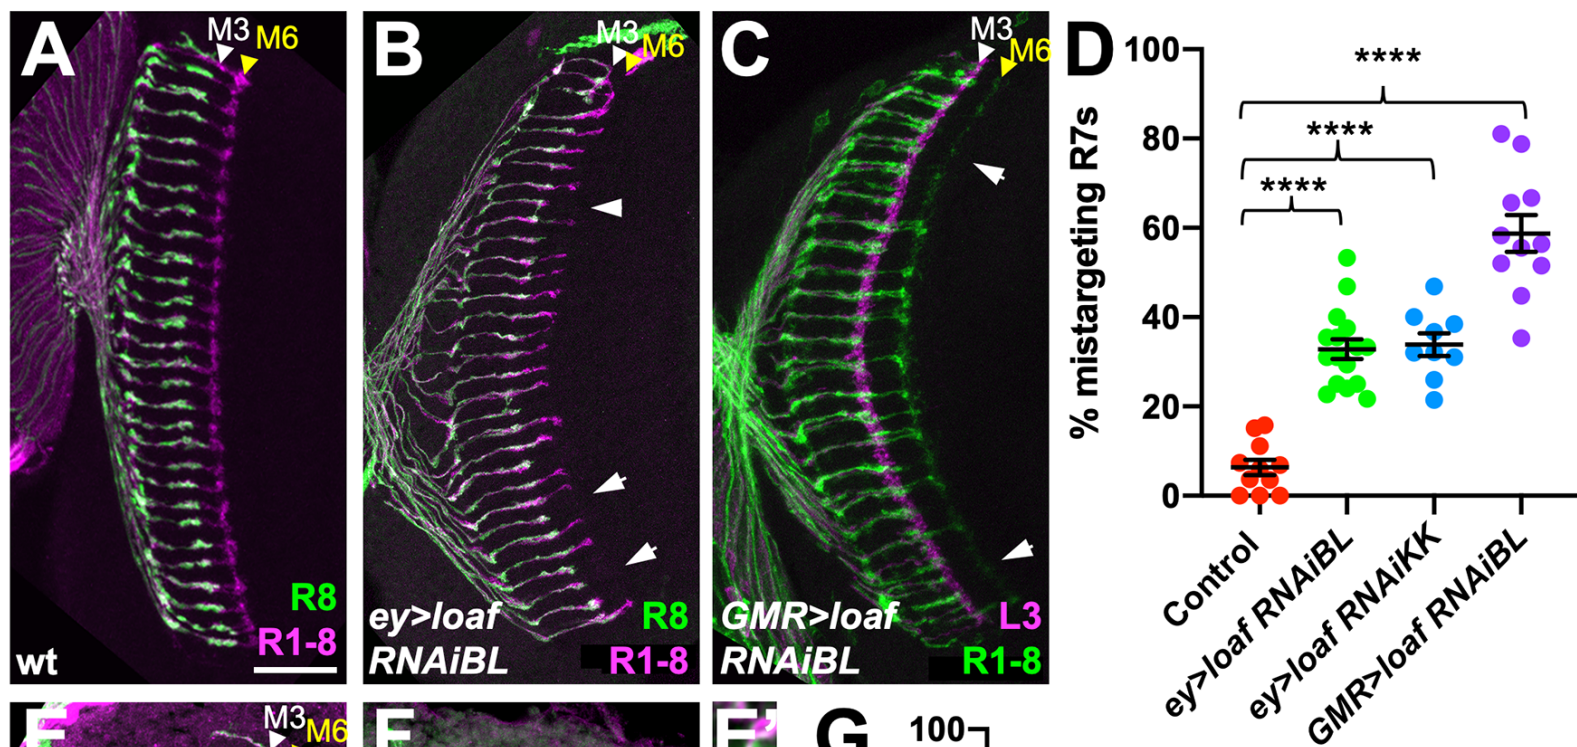 A
M3
M6
R8
R1-8
wt
B
M3
M6
ey>loaf
RNAiBL
R8
R1-8
C
M3
M6
GMR>loaf
RNAiBL
L3
R1-8
D
% mistargeting R7s
100
80
60
40
20
0
****
****
****
Control
ey>loaf RNAiBL
ey>loaf RNAiKK
GMR>loaf RNAiBL
M3
M6
G
100